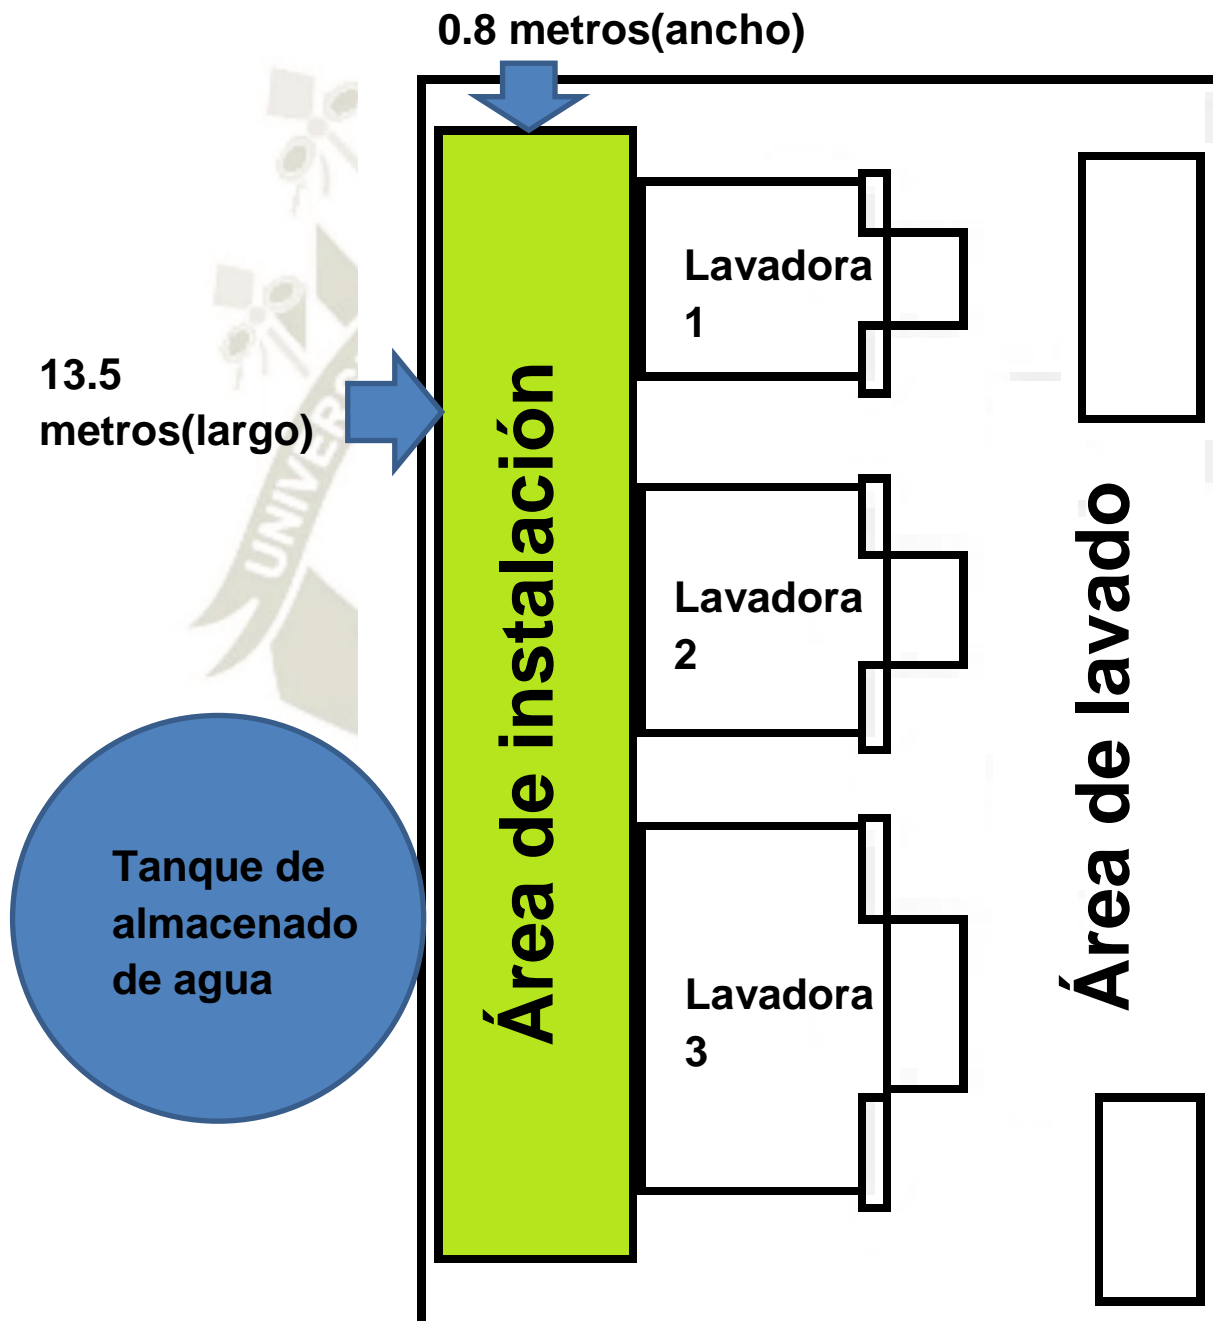 0.8 metros(ancho)
13.5
metros(largo)
Área de instalación
Lavadora
1
Lavadora
2
Lavadora
3
Área de lavado
Tanque de
almacenado
de agua